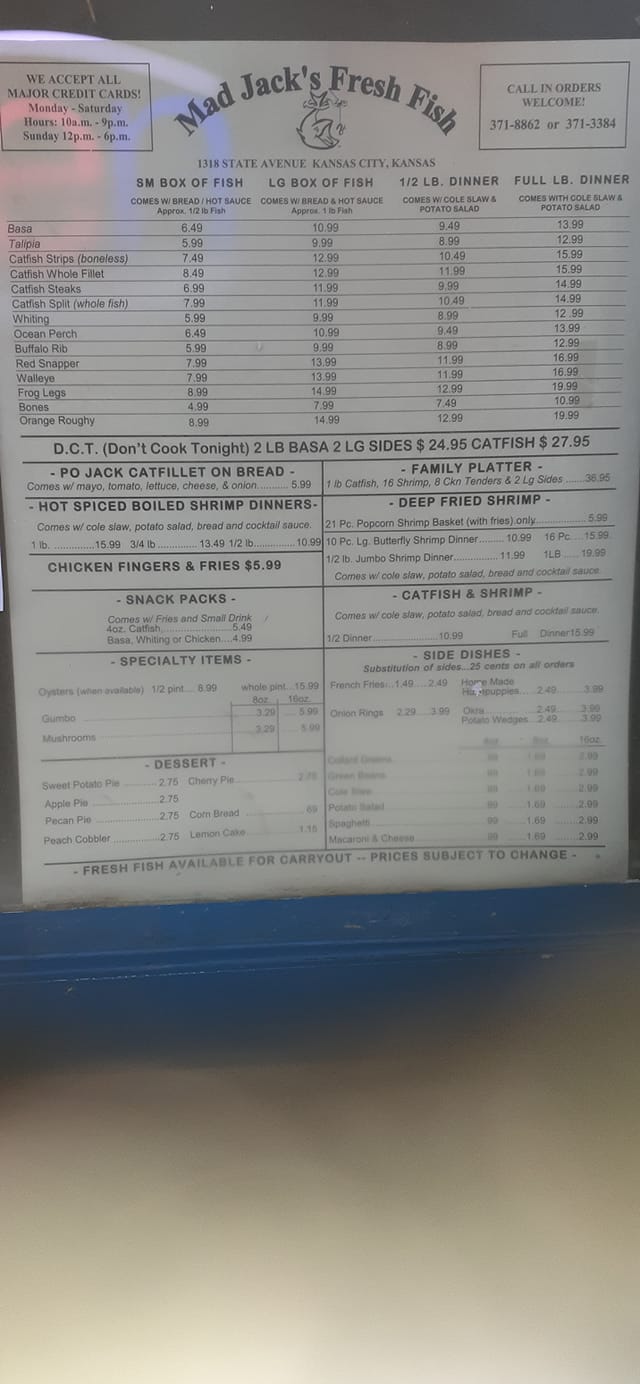 WE ACCEPT ALL
MAJOR CREDIT CARDS!
Monday - Saturday
Hours: 10a.m. - 9p.m.
Sunday 12p.m. - 6p.m.
Mad Jack's Fresh Fish
CALL IN ORDERS
WELCOME!
371-8862 or 371-3384
1318 STATE AVENUE KANSAS CITY, KANSAS
SM BOX OF FISH LG BOX OF FISH 1/2 LB. DINNER FULL LB. DINNER
COMES W/ BREAD / HOT SAUCE COMES W/ BREAD & HOT SAUCE COMES W/ COLE SLAW & COMES WITH COLE SLAW &
Approx. 1/2 lb Fish Approx. 1 lb Fish POTATO SALAD POTATO SALAD
Basa 6.49 10.99 9.49 13.99
Talipia 5.99 9.99 8.99 12.99
Catfish Strips (boneless) 7.49 12.99 10.49 15.99
Catfish Whole Fillet 8.49 12.99 11.99 15.99
Catfish Steaks 6.99 11.99 9.99 14.99
Catfish Split (whole fish) 7.99 11.99 10.49 14.99
Whiting 5.99 9.99 8.99 12.99
Ocean Perch 6.49 10.99 9.49 13.99
Buffalo Rib 5.99 9.99 8.99 12.99
Red Snapper 7.99 13.99 11.99 16.99
Walleye 7.99 13.99 11.99 16.99
Frog Legs 8.99 14.99 12.99 19.99
Bones 4.99 7.99 7.49 10.99
Orange Roughy 8.99 14.99 12.99 19.99
D.C.T. (Don't Cook Tonight) 2 LB BASA 2 LG SIDES $ 24.95 CATFISH $ 27.95
- PO JACK CATFILLET ON BREAD -
Comes w/ mayo, tomato, lettuce, cheese, & onion........... 5.99
- FAMILY PLATTER -
1 lb Catfish, 16 Shrimp, 8 Ckn Tenders & 2 Lg Sides ......36.95
- HOT SPICED BOILED SHRIMP DINNERS-
Comes w/ cole slaw, potato salad, bread and cocktail sauce.
1 lb. ..............15.99 3/4 lb .............. 13.49 1/2 lb..............10.99
- DEEP FRIED SHRIMP -
21 Pc. Popcorn Shrimp Basket (with fries) only.................. 5.99
10 Pc. Lg. Butterfly Shrimp Dinner......... 10.99 16 Pc.... 15.99
1/2 lb. Jumbo Shrimp Dinner................ 11.99 1LB ..... 19.99
Comes w/ cole slaw, potato salad, bread and cocktail sauce.
CHICKEN FINGERS & FRIES $5.99
- SNACK PACKS -
Comes w/ Fries and Small Drink
4oz. Catfish..........................5.49
Basa, Whiting or Chicken....4.99
- CATFISH & SHRIMP -
Comes w/ cole slaw, potato salad, bread and cocktail sauce.
1/2 Dinner........................10.99 Full Dinner15.99
- SPECIALTY ITEMS -
Oysters (when available) 1/2 pint.... 8.99 whole pint...15.99
8oz. 16oz.
Gumbo 3.29 5.99
Mushrooms 3.29 5.99
- SIDE DISHES -
Substitution of sides...25 cents on all orders
French Fries...1.49.....2.49 Home Made
Hushpuppies..... 2.49 3.99
Onion Rings 2.29 3.99 Okra 2.49 3.99
Potato Wedges 2.49 3.99
- DESSERT -
Sweet Potato Pie 2.75 Cherry Pie 2.75
Apple Pie 2.75
Pecan Pie 2.75 Corn Bread 69
Peach Cobbler 2.75 Lemon Cake 1.15
16oz.
Collard Greens 2.99
Green Beans 1.69 2.99
Cole Slaw 1.69 2.99
Potato Salad 99 1.69 2.99
Spaghetti 99 1.69 2.99
Macaroni & Cheese 99 1.69 2.99
- FRESH FISH AVAILABLE FOR CARRYOUT -- PRICES SUBJECT TO CHANGE -